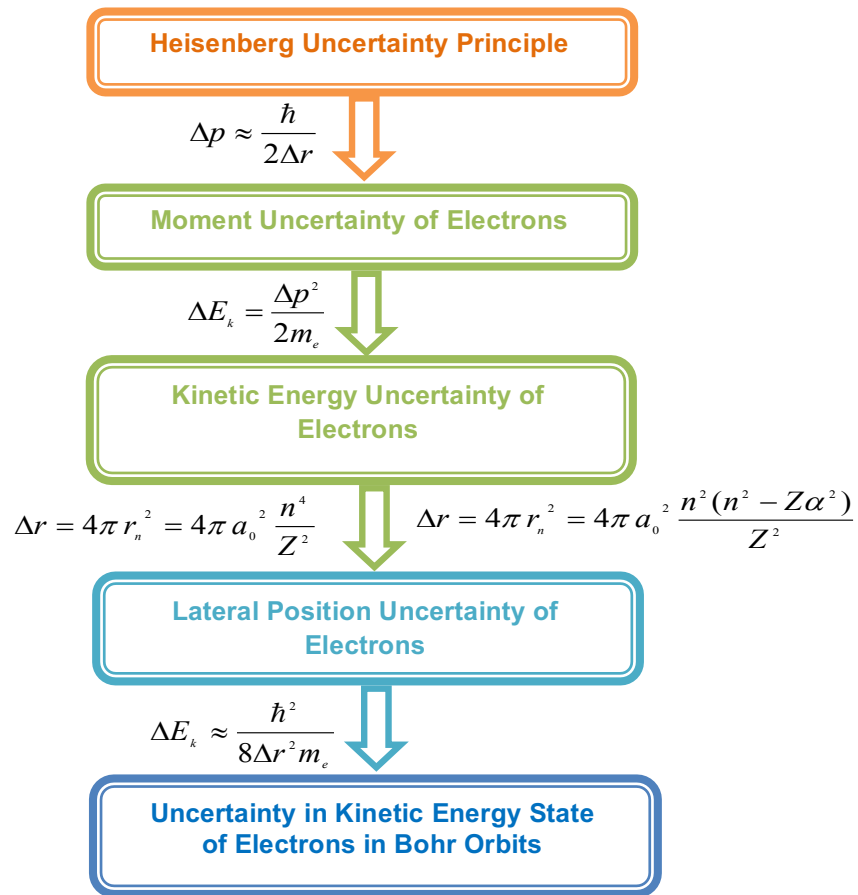 Heisenberg Uncertainty Principle
Δp ≈ ℏ / 2Δr
Moment Uncertainty of Electrons
ΔE_k = Δp² / 2m_e
Kinetic Energy Uncertainty of
Electrons
Δr = 4π r_n² = 4π a_0² n⁴ / Z²
Δr = 4π r_n² = 4π a_0² n²(n² − Zα²) / Z²
Lateral Position Uncertainty of
Electrons
ΔE_k ≈ ℏ² / 8Δr² m_e
Uncertainty in Kinetic Energy State
of Electrons in Bohr Orbits